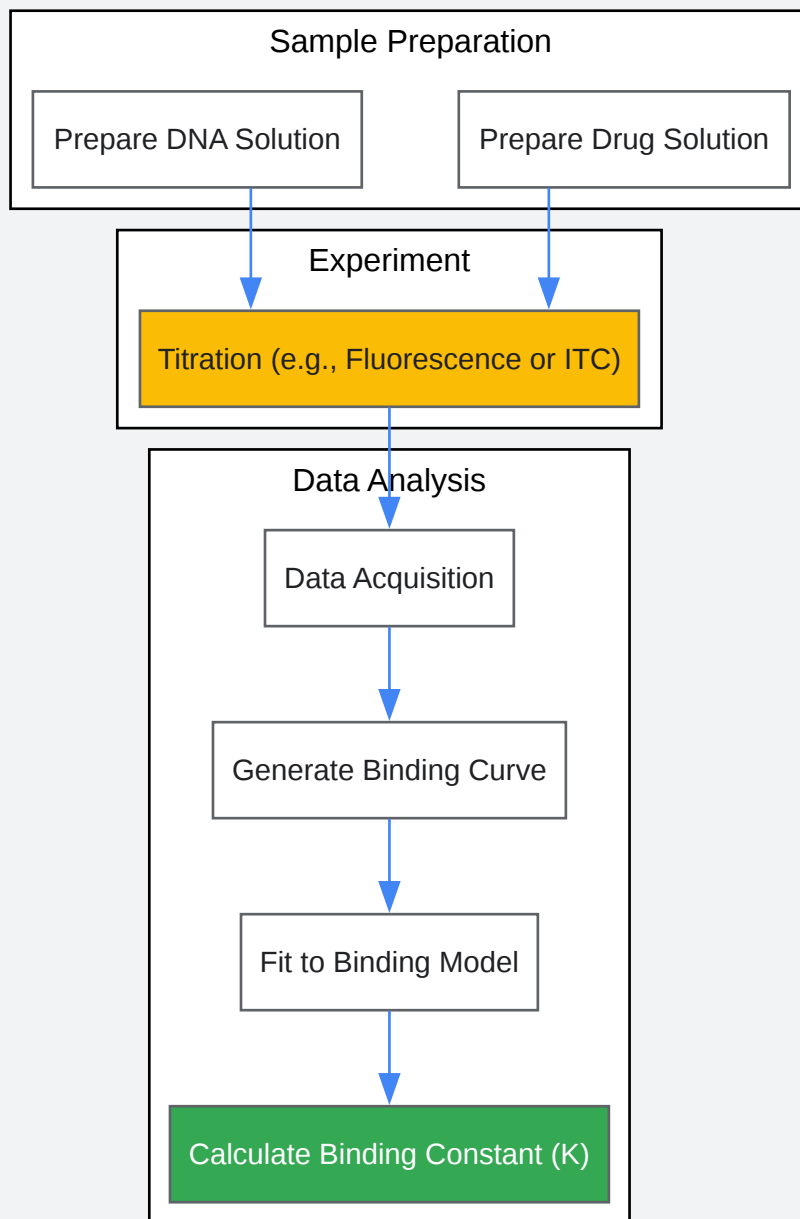 Sample Preparation
Prepare DNA Solution
Prepare Drug Solution
Experiment
Titration (e.g., Fluorescence or ITC)
Data Analysis
Data Acquisition
Generate Binding Curve
Fit to Binding Model
Calculate Binding Constant (K)